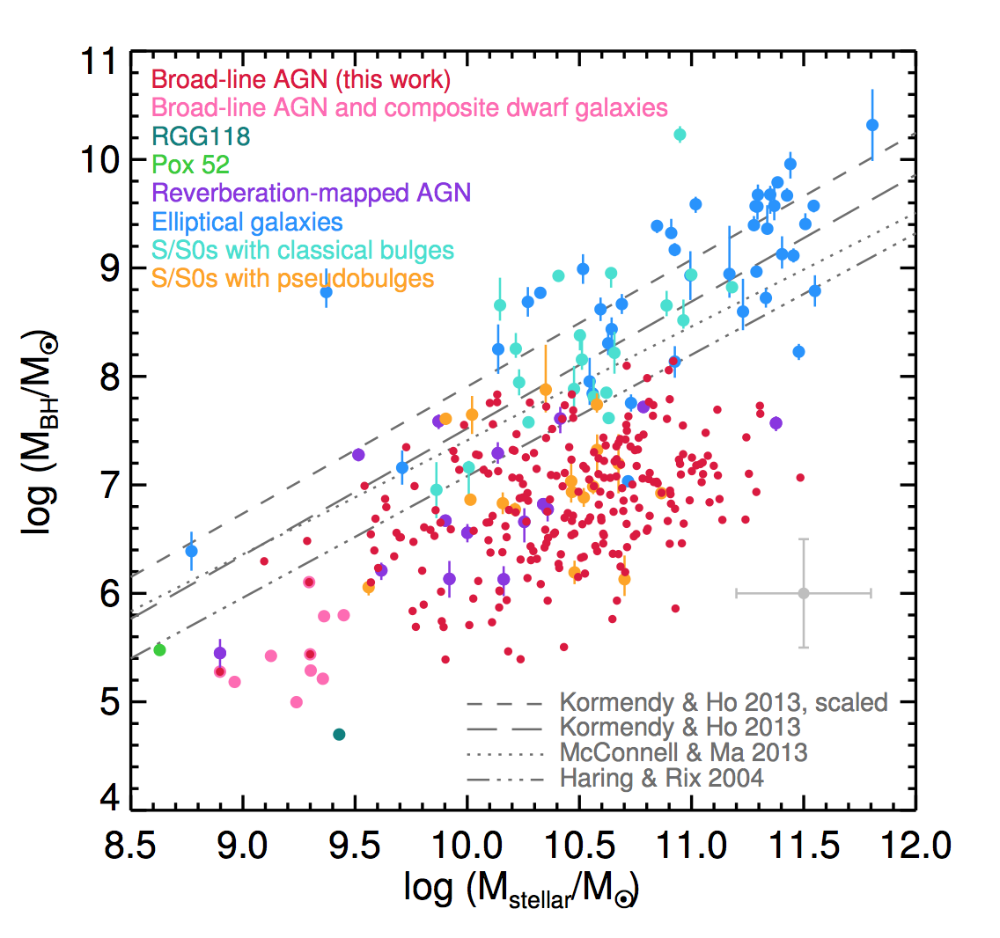 11
10
9
8
7
6
5
4
log (M_BH/M_⊙)
Broad-line AGN (this work)
Broad-line AGN and composite dwarf galaxies
RGG118
Pox 52
Reverberation-mapped AGN
Elliptical galaxies
S/S0s with classical bulges
S/S0s with pseudobulges
Kormendy & Ho 2013, scaled
Kormendy & Ho 2013
McConnell & Ma 2013
Haring & Rix 2004
8.5 9.0 9.5 10.0 10.5 11.0 11.5 12.0
log (M_stellar/M_⊙)